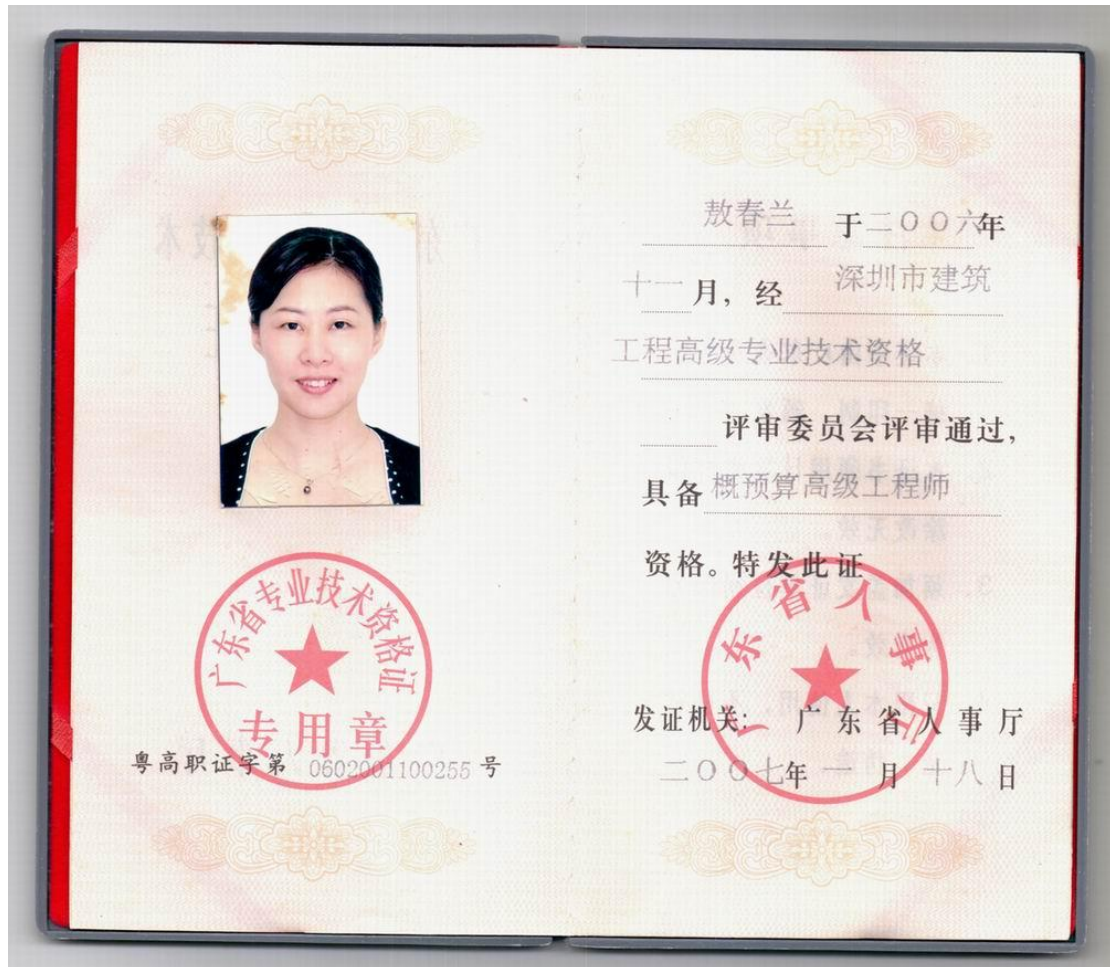 广东省专业技术资格证
专用章
粤高职证字第 0602001100255 号
敖春兰 于二〇〇六年
十一月，经 深圳市建筑
工程高级专业技术资格
评审委员会评审通过，
具备 概预算高级工程师
资格。特发此证
广东省人事厅
发证机关： 广东省人事厅
二〇〇七年 一 月 十八 日